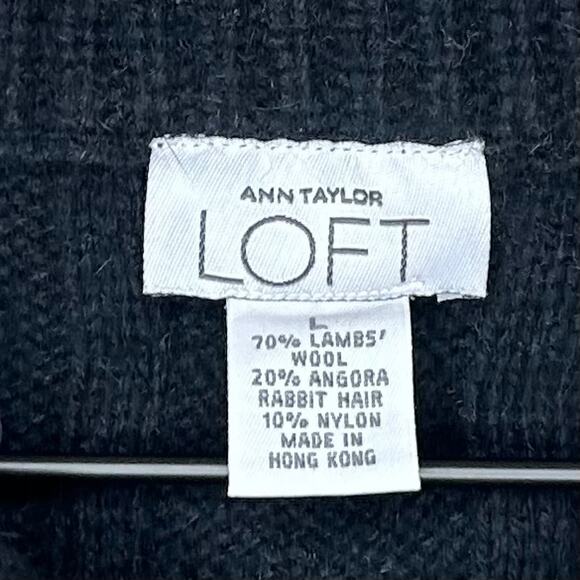 ANN TAYLOR
LOFT
L
70% LAMBS'
WOOL
20% ANGORA
RABBIT HAIR
10% NYLON
MADE IN
HONG KONG